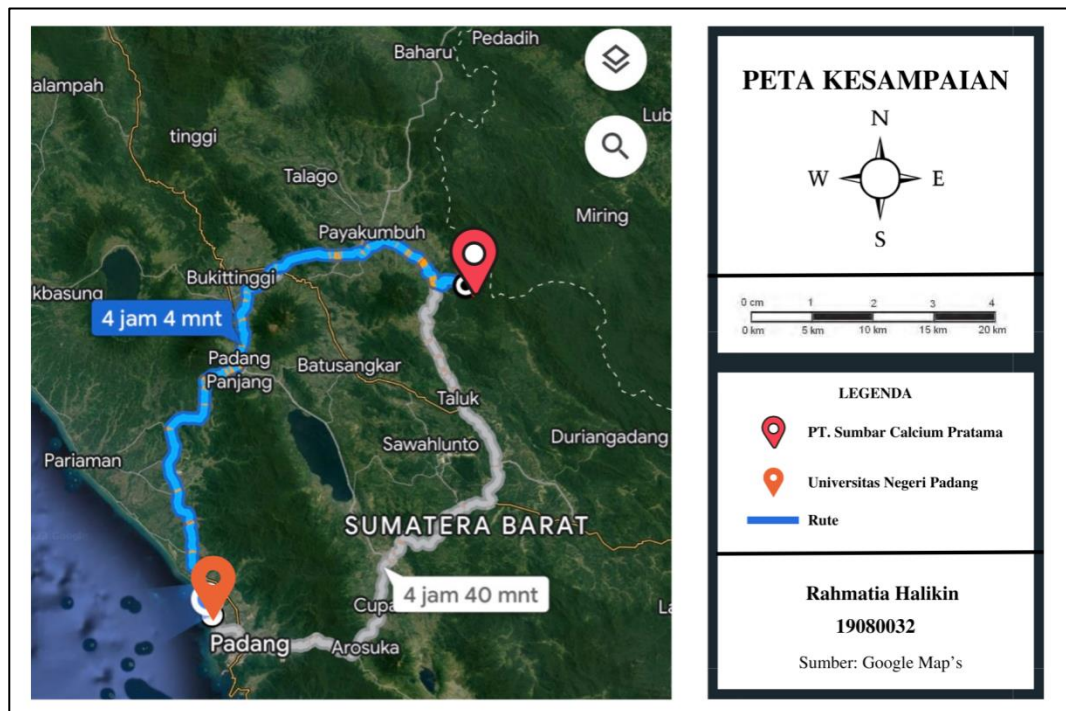 Pedadih
Baharu
alampah
Lub
tinggi
Talago
Miring
Payakumbuh
Bukittinggi
kbasung
4 jam 4 mnt
Padang
Panjang
Batusangkar
Taluk
Duriangadang
Sawahlunto
Pariaman
SUMATERA BARAT
4 jam 40 mnt
Cupa
La
Padang
Arosuka
PETA KESAMPAIAN
N
W E
S
0 cm 1 2 3 4
0 km 5 km 10 km 15 km 20 km
LEGENDA
PT. Sumbar Calcium Pratama
Universitas Negeri Padang
Rute
Rahmatia Halikin
19080032
Sumber: Google Map's